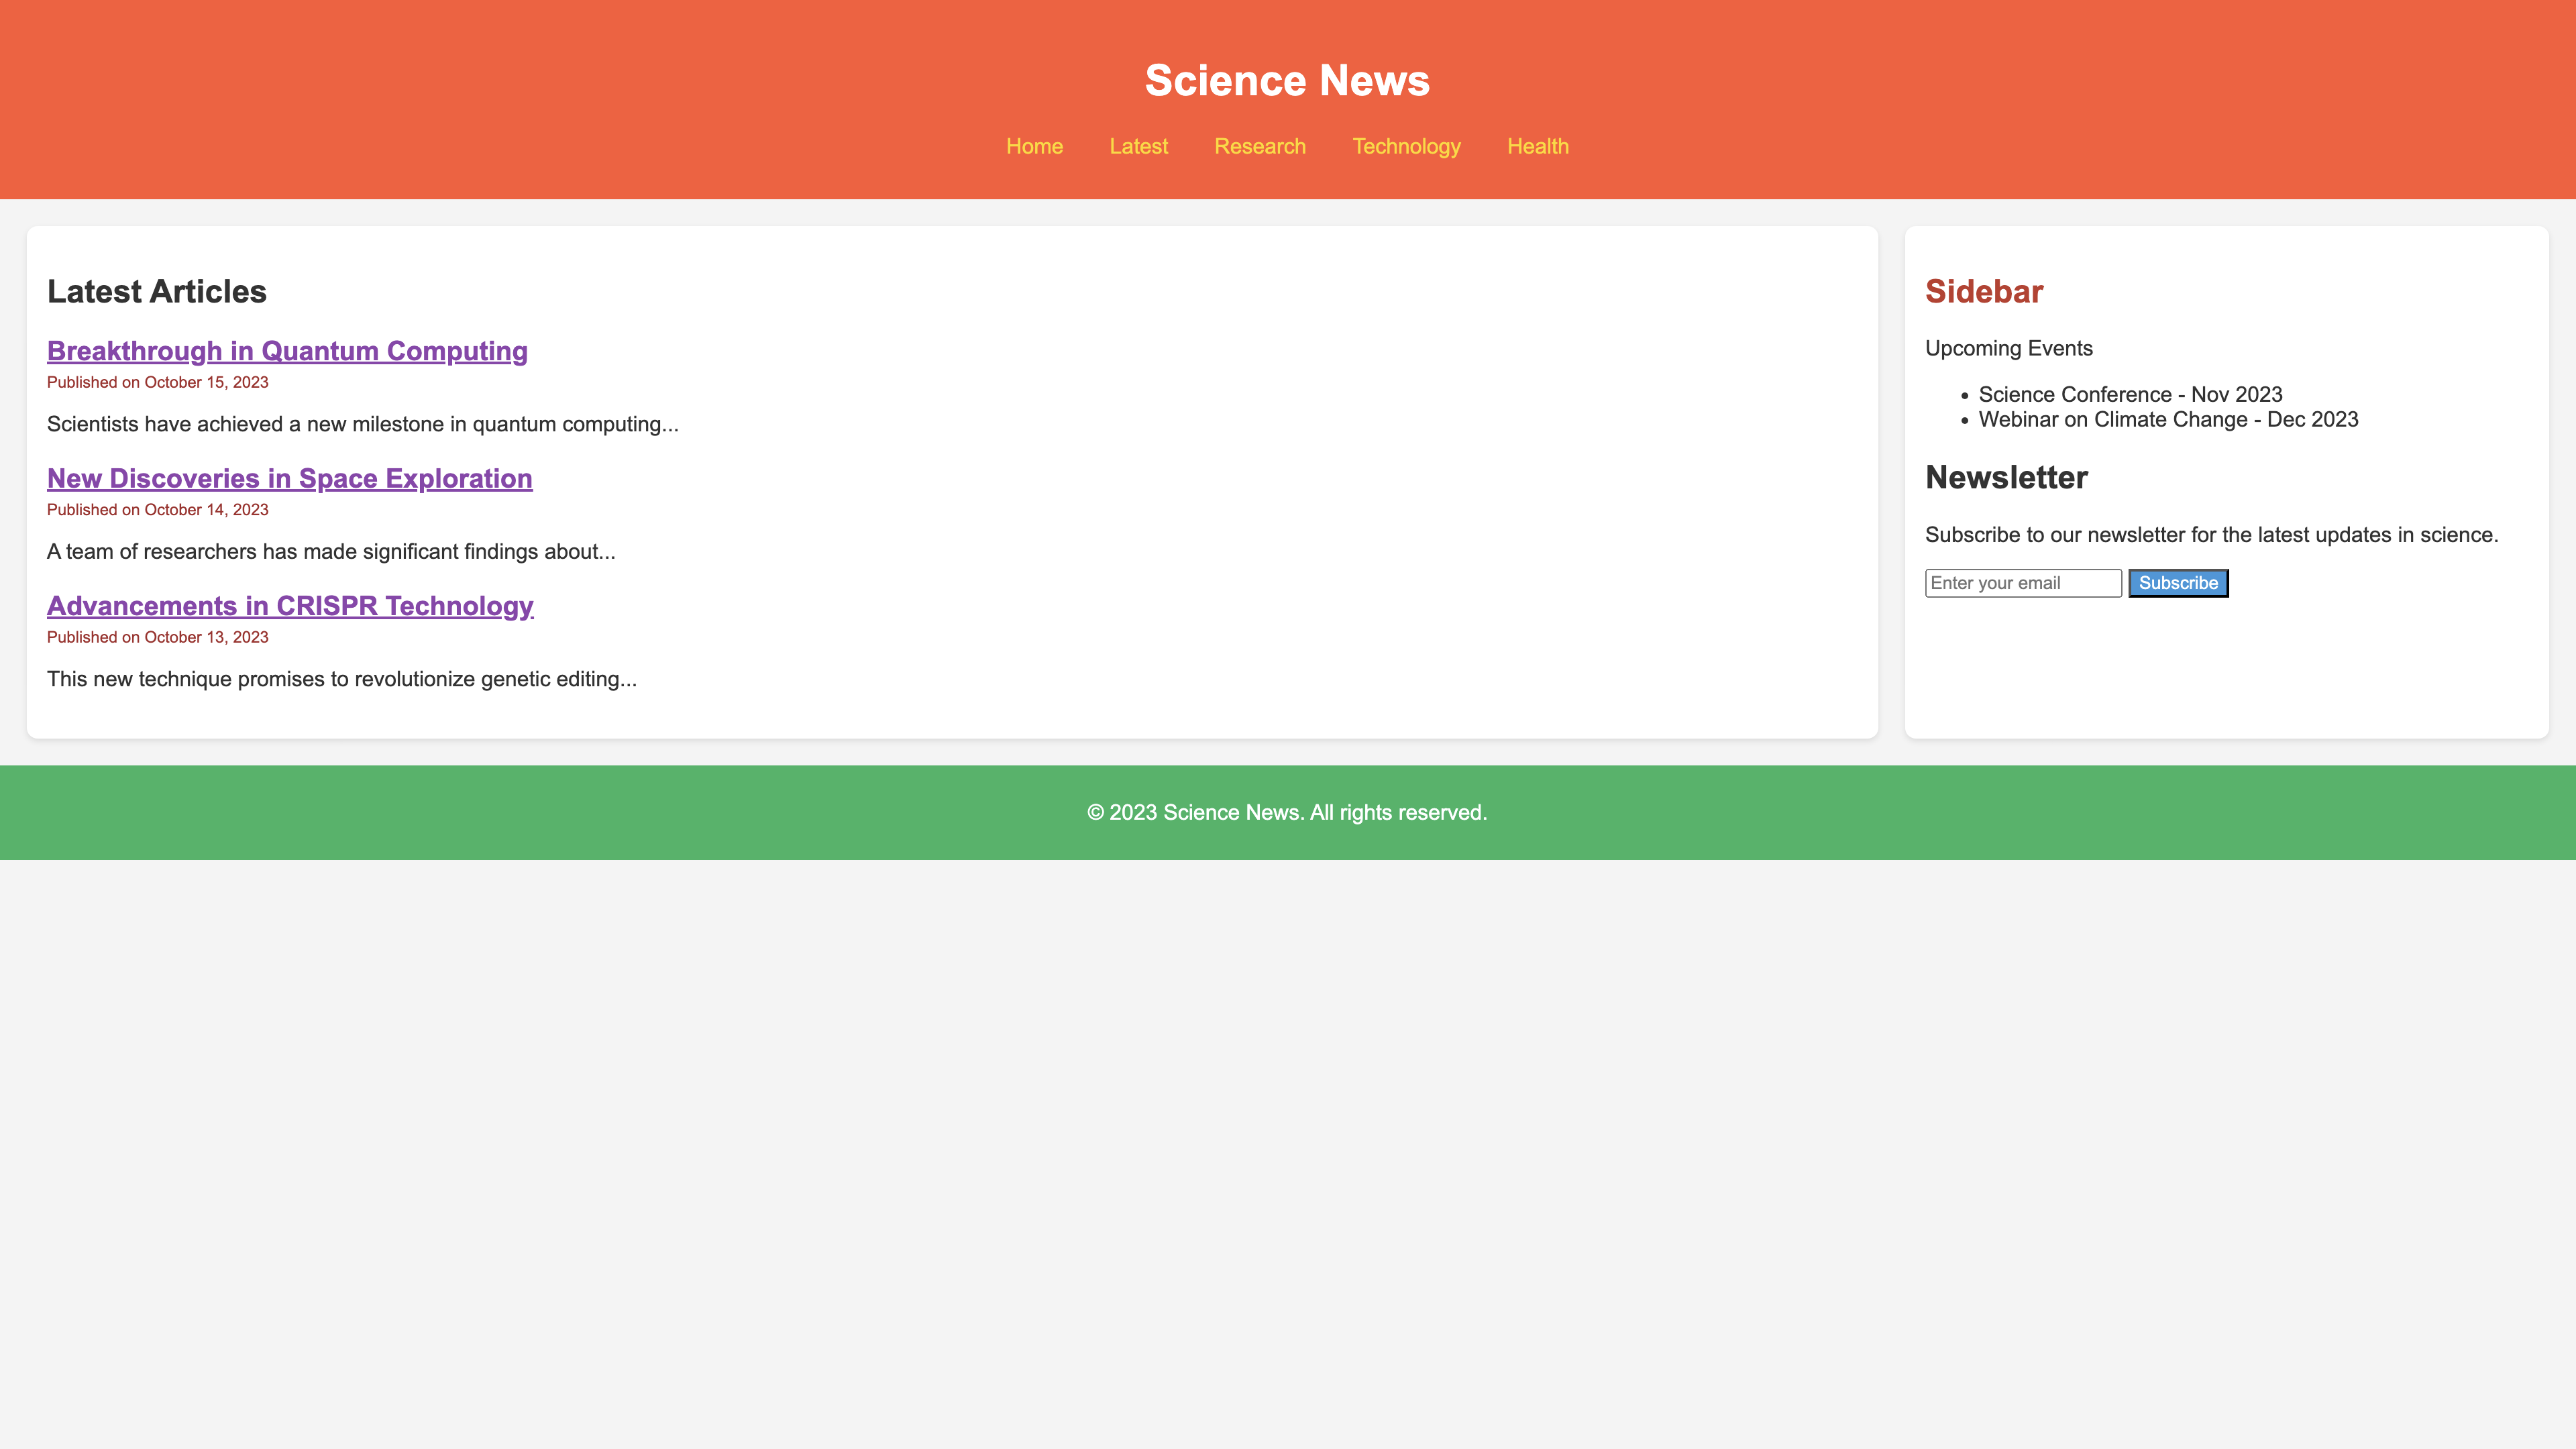 Science News
Home Latest Research Technology Health
Latest Articles
Breakthrough in Quantum Computing
Published on October 15, 2023
Scientists have achieved a new milestone in quantum computing...
New Discoveries in Space Exploration
Published on October 14, 2023
A team of researchers has made significant findings about...
Advancements in CRISPR Technology
Published on October 13, 2023
This new technique promises to revolutionize genetic editing...
Sidebar
Upcoming Events
• Science Conference - Nov 2023
• Webinar on Climate Change - Dec 2023
Newsletter
Subscribe to our newsletter for the latest updates in science.
Enter your email Subscribe
© 2023 Science News. All rights reserved.